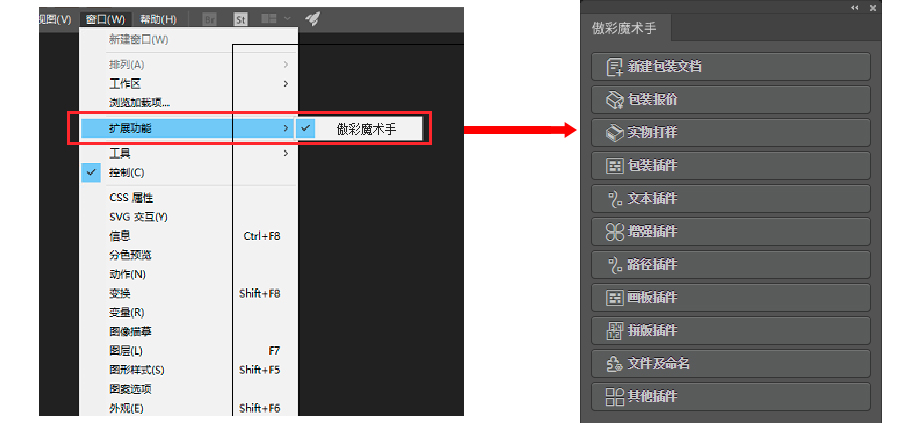 视图(V) 窗口(W) 帮助(H) Br St
新建窗口(W)
排列(A)
工作区
浏览加载项...
扩展功能 傲彩魔术手
工具
控制(C)
CSS 属性
SVG 交互(Y)
信息 Ctrl+F8
分色预览
动作(N)
变换 Shift+F8
变量(R)
图像描摹
图层(L) F7
图形样式(S) Shift+F5
图案选项
外观(E) Shift+F6
傲彩魔术手
新建包装文档
包装报价
实物打样
包装插件
文本插件
增强插件
路径插件
画板插件
拼版插件
文件及命名
其他插件